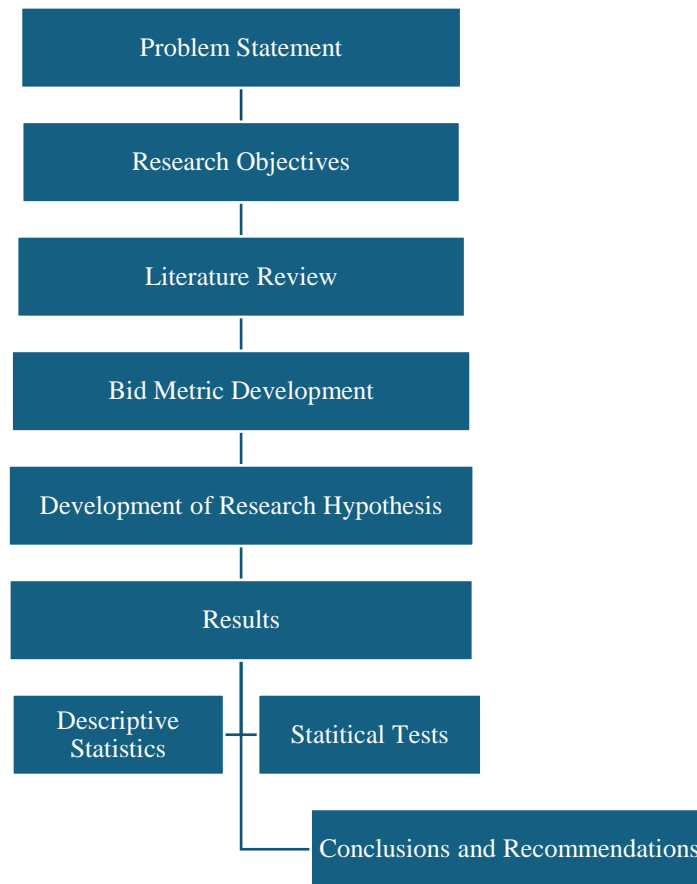 Problem Statement
Research Objectives
Literature Review
Bid Metric Development
Development of Research Hypothesis
Results
Descriptive
Statistics
Statitical Tests
Conclusions and Recommendations